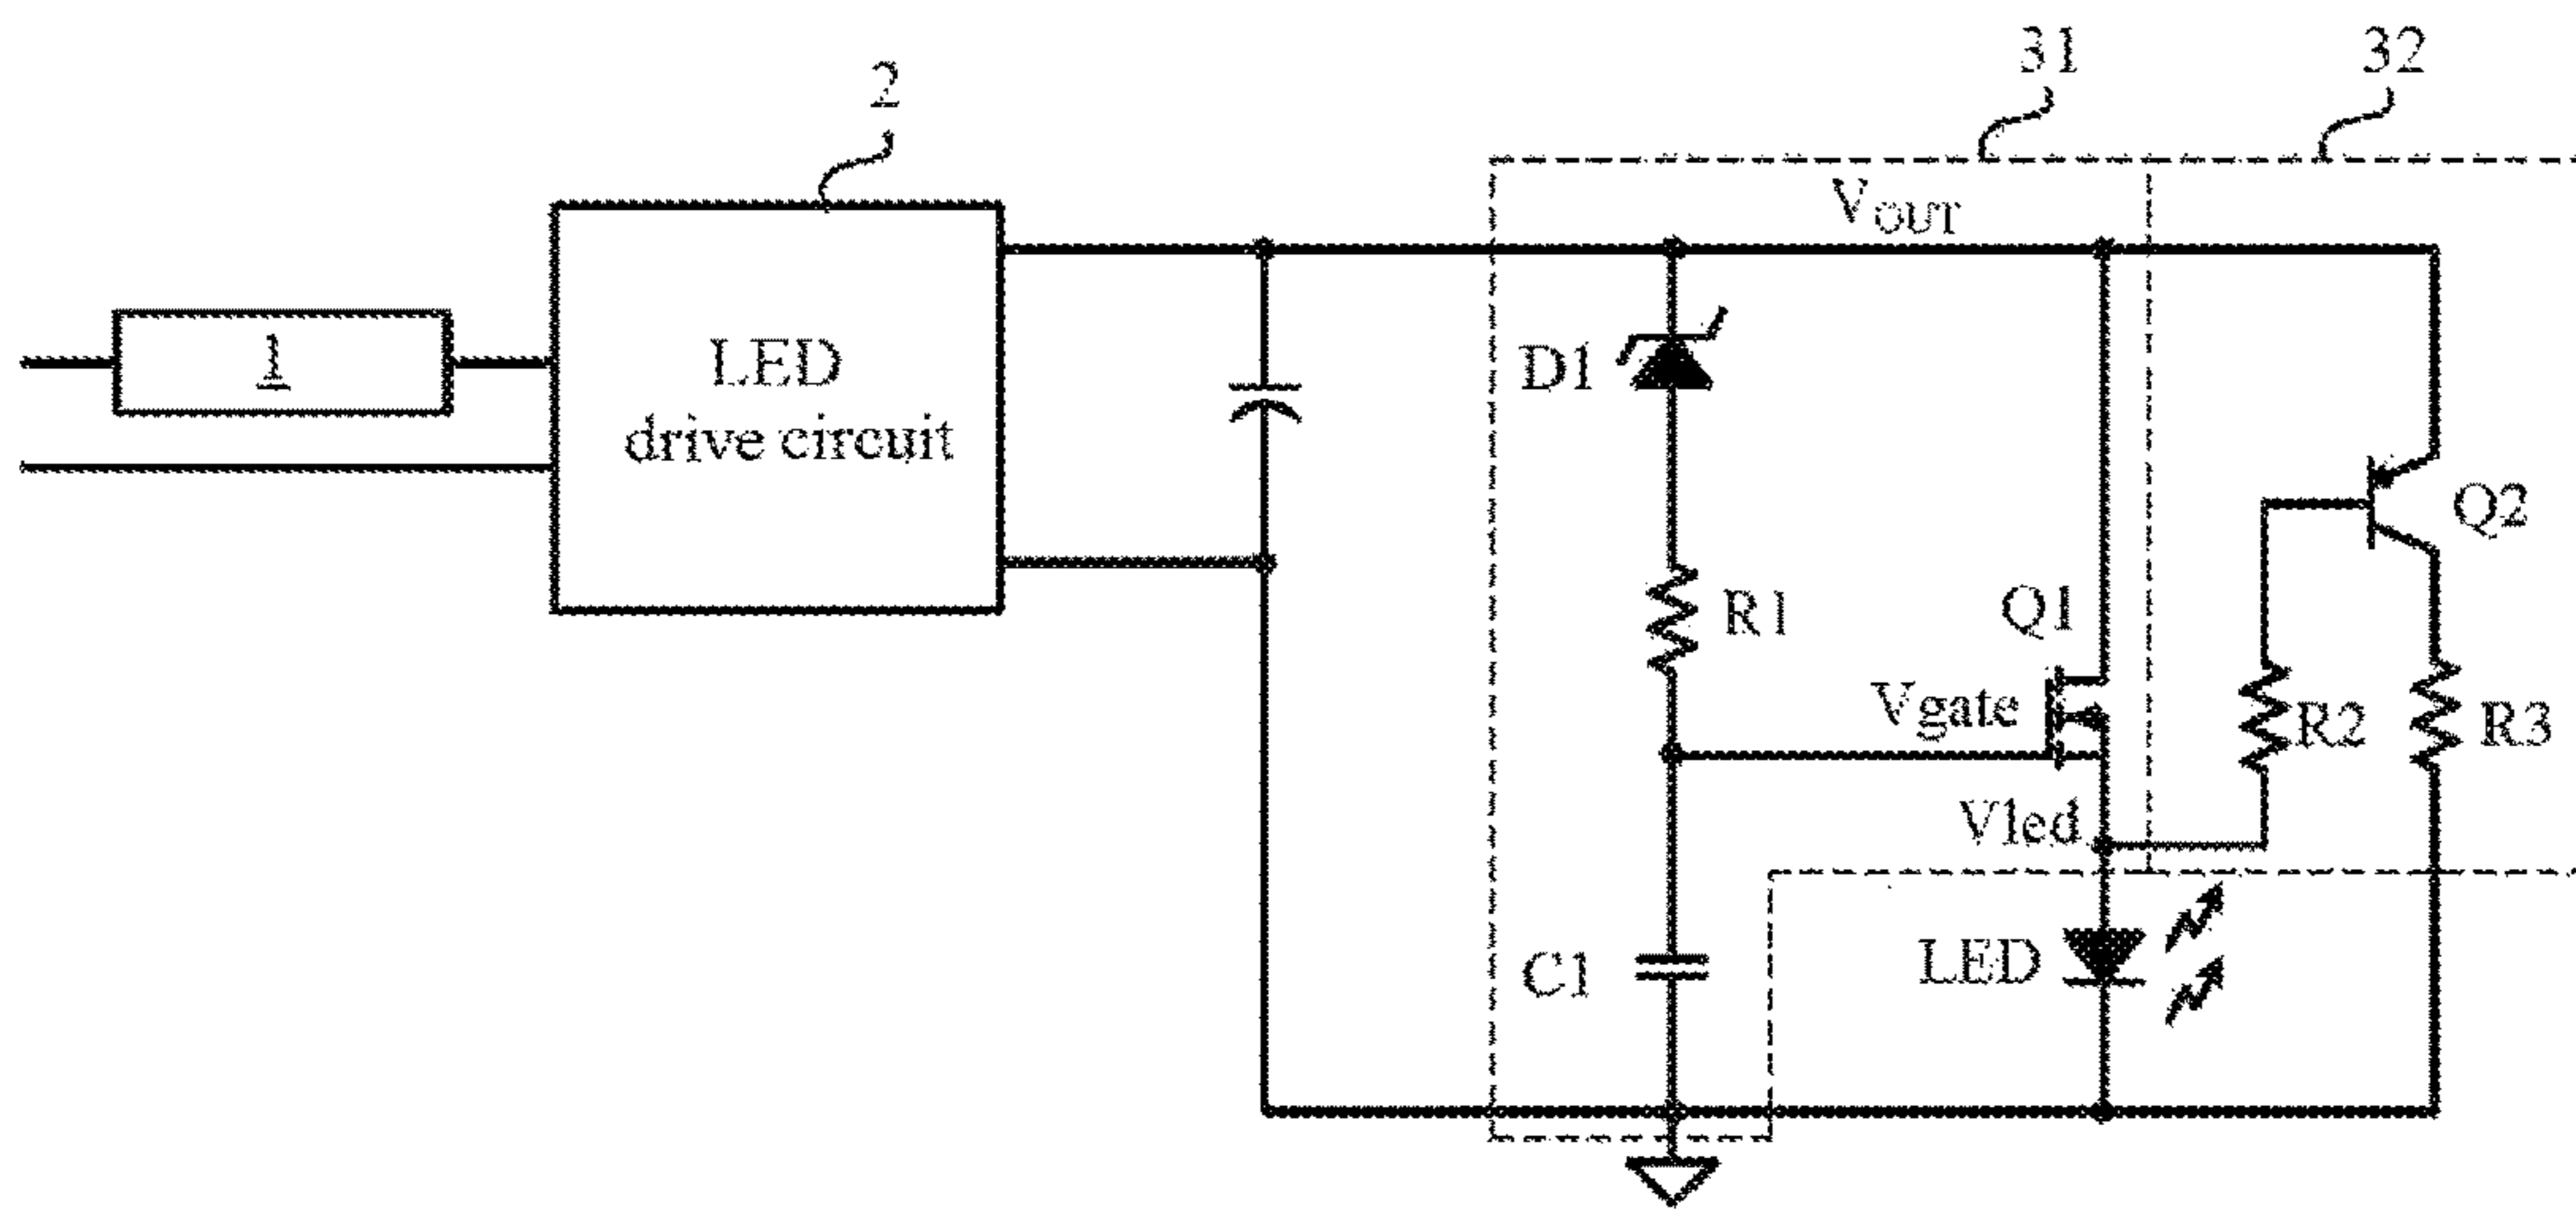 31
32
2
VOUT
1
LED
drive circuit
D1
Q2
R1
Q1
Vgate
R2
R3
Vled
LED
C1